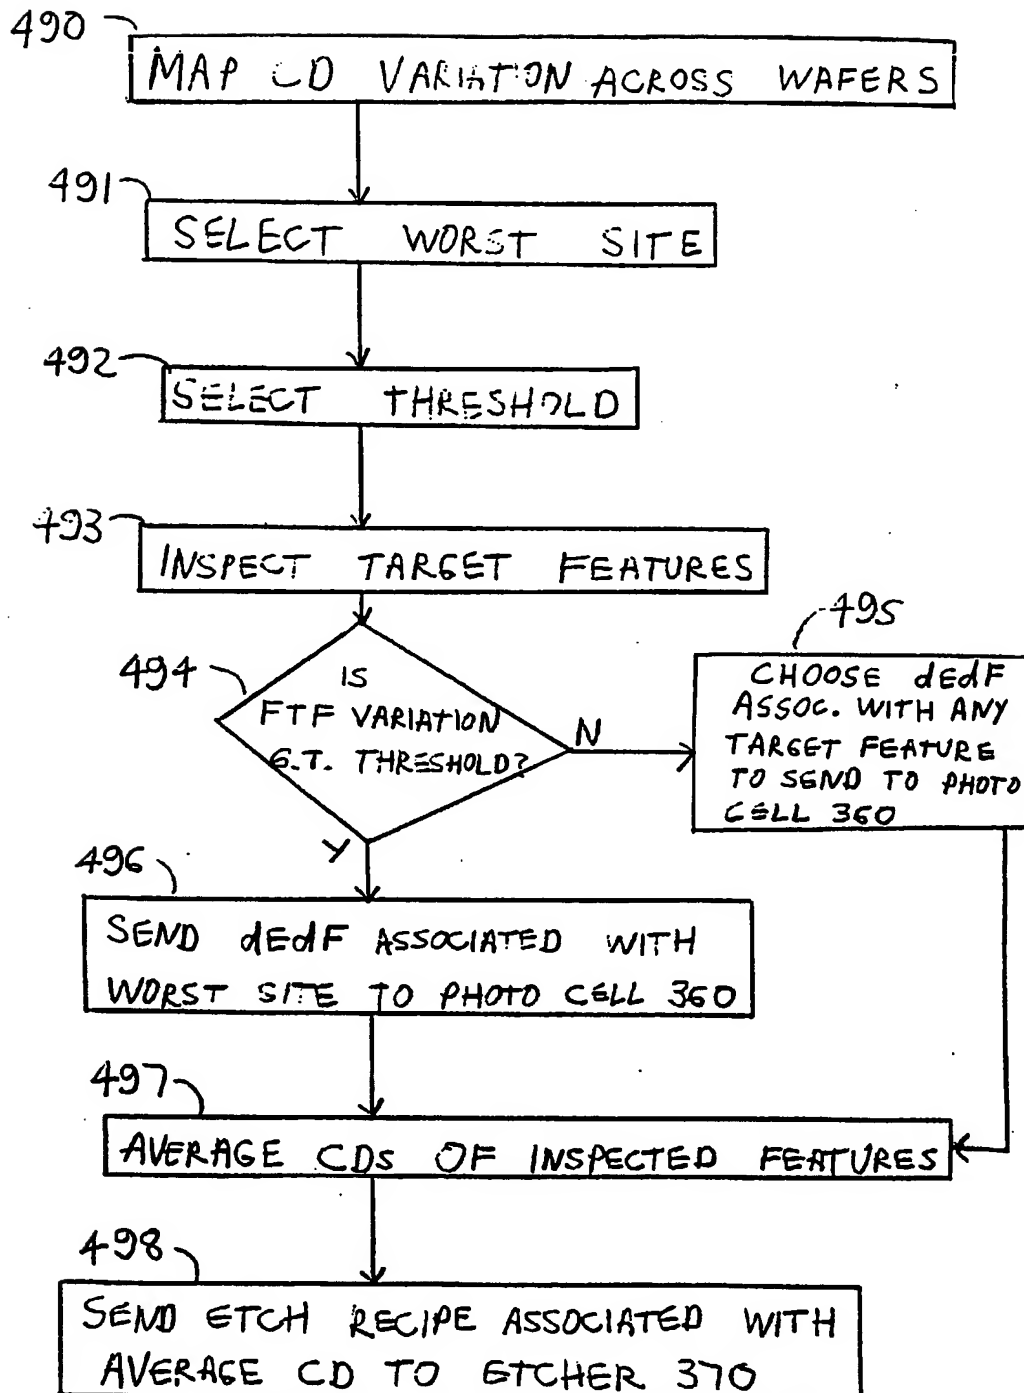 490
MAP CD VARIATION ACROSS WAFERS
491
SELECT WORST SITE
492
SELECT THRESHOLD
493
INSPECT TARGET FEATURES
494
IS
FTF VARIATION
G.T. THRESHOLD?
N
Y
495
CHOOSE dEdF
ASSOC. WITH ANY
TARGET FEATURE
TO SEND TO PHOTO
CELL 360
496
SEND dEdF ASSOCIATED WITH
WORST SITE TO PHOTO CELL 360
497
AVERAGE CDs OF INSPECTED FEATURES
498
SEND ETCH RECIPE ASSOCIATED WITH
AVERAGE CD TO ETCHER 370